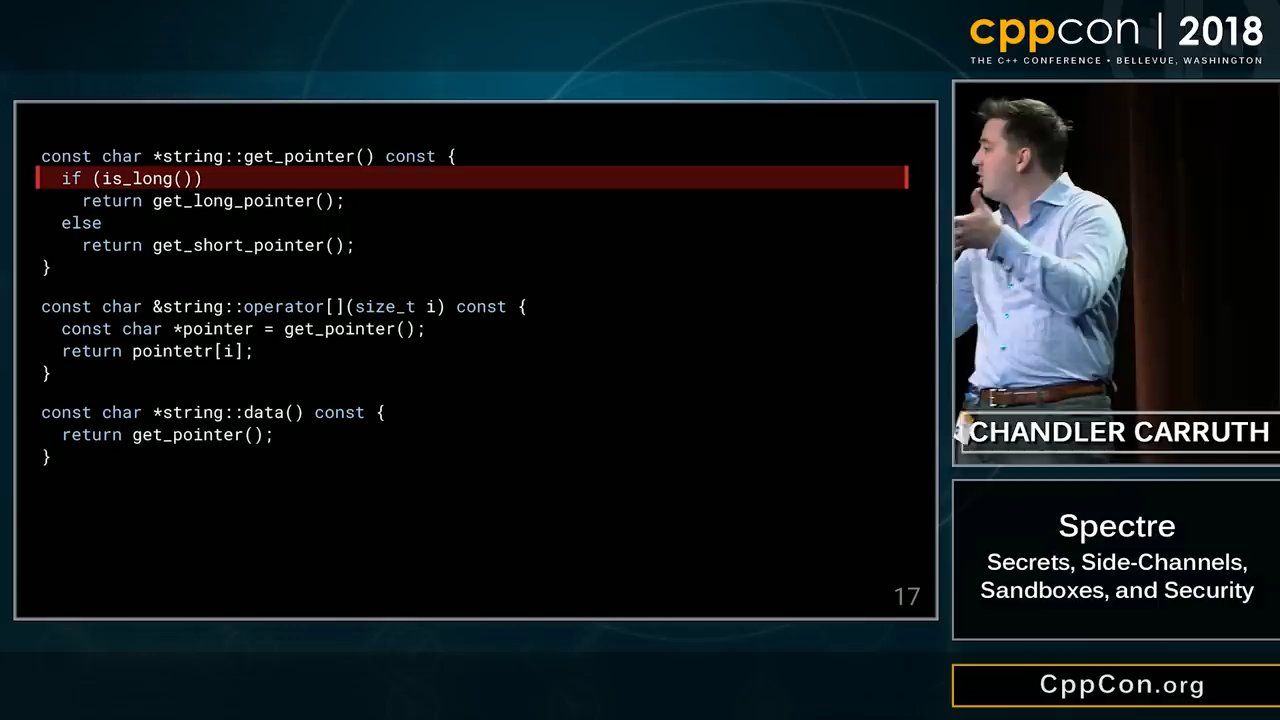 cppcon | 2018
THE C++ CONFERENCE • BELLEVUE, WASHINGTON
const char *string::get_pointer() const {
if (is_long())
return get_long_pointer();
else
return get_short_pointer();
}
const char &string::operator[](size_t i) const {
const char *pointer = get_pointer();
return pointetr[i];
}
const char *string::data() const {
return get_pointer();
}
17
CHANDLER CARRUTH
Spectre
Secrets, Side-Channels,
Sandboxes, and Security
CppCon.org